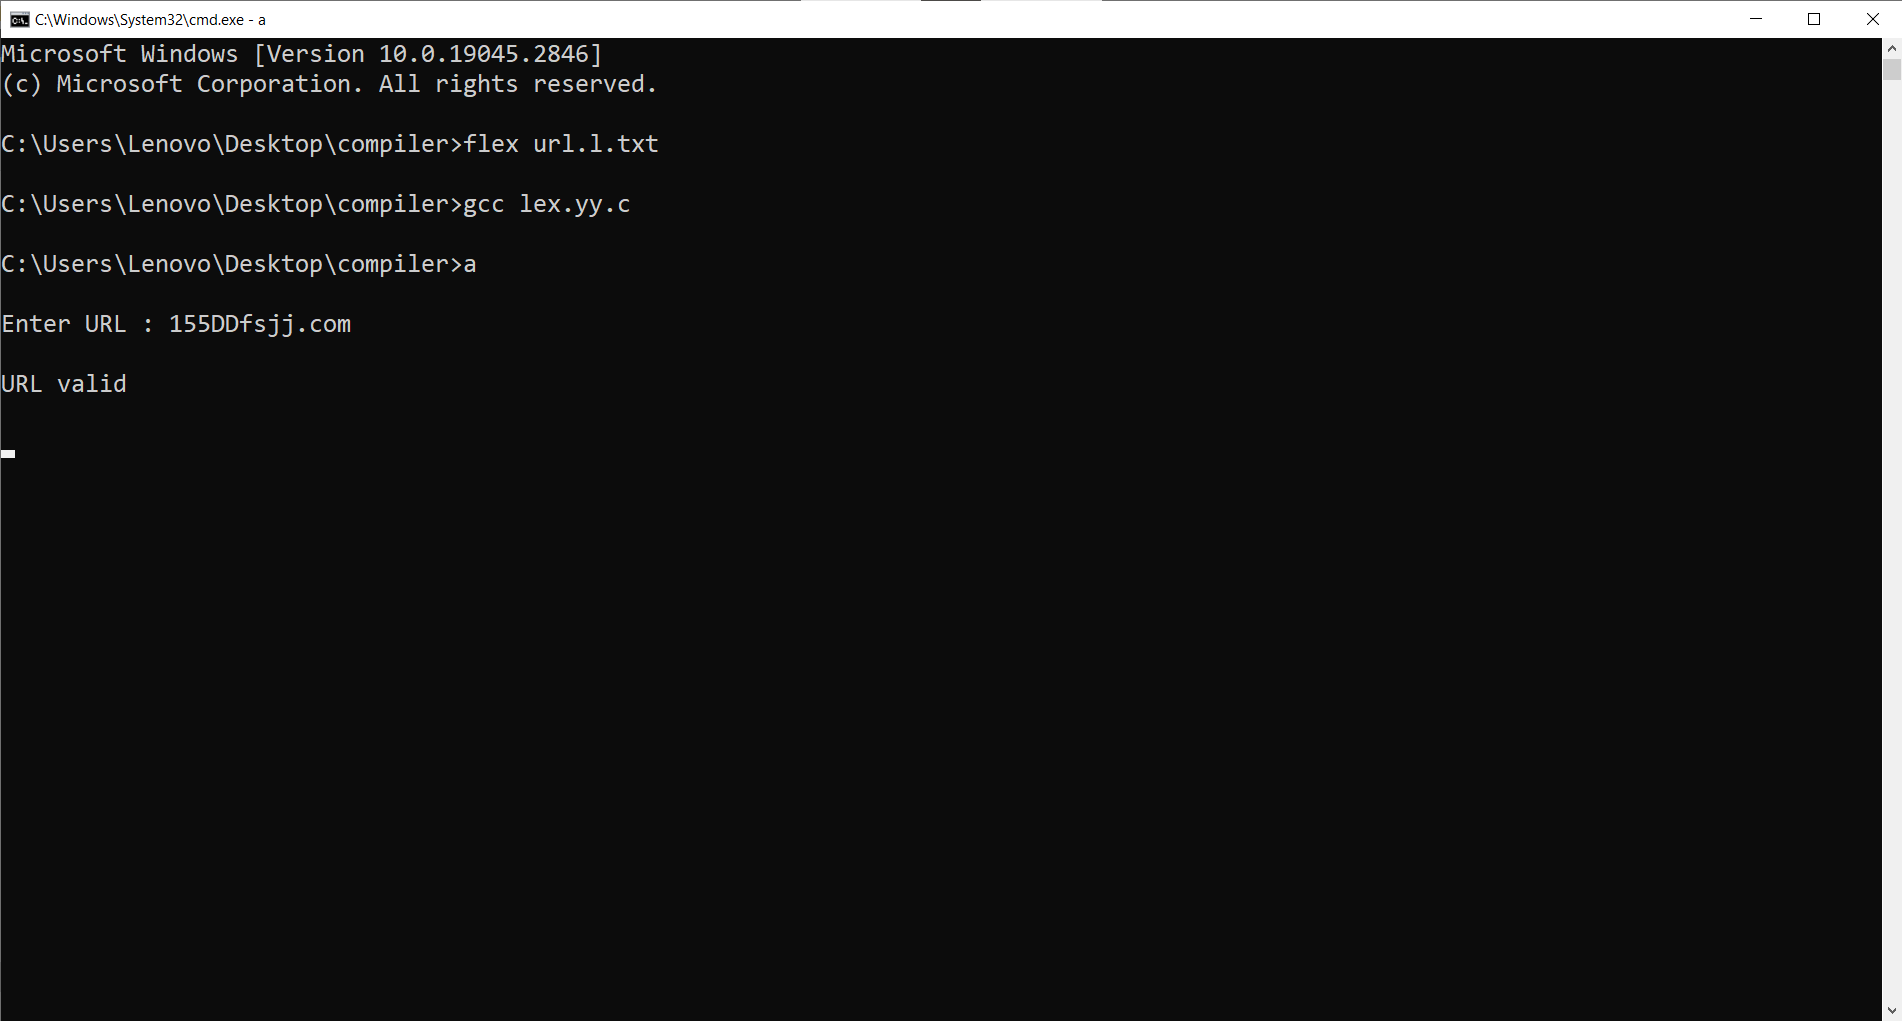 C:\Windows\System32\cmd.exe - a
Microsoft Windows [Version 10.0.19045.2846]
(c) Microsoft Corporation. All rights reserved.
C:\Users\Lenovo\Desktop\compiler>flex url.l.txt
C:\Users\Lenovo\Desktop\compiler>gcc lex.yy.c
C:\Users\Lenovo\Desktop\compiler>a
Enter URL : 155DDfsjj.com
URL valid